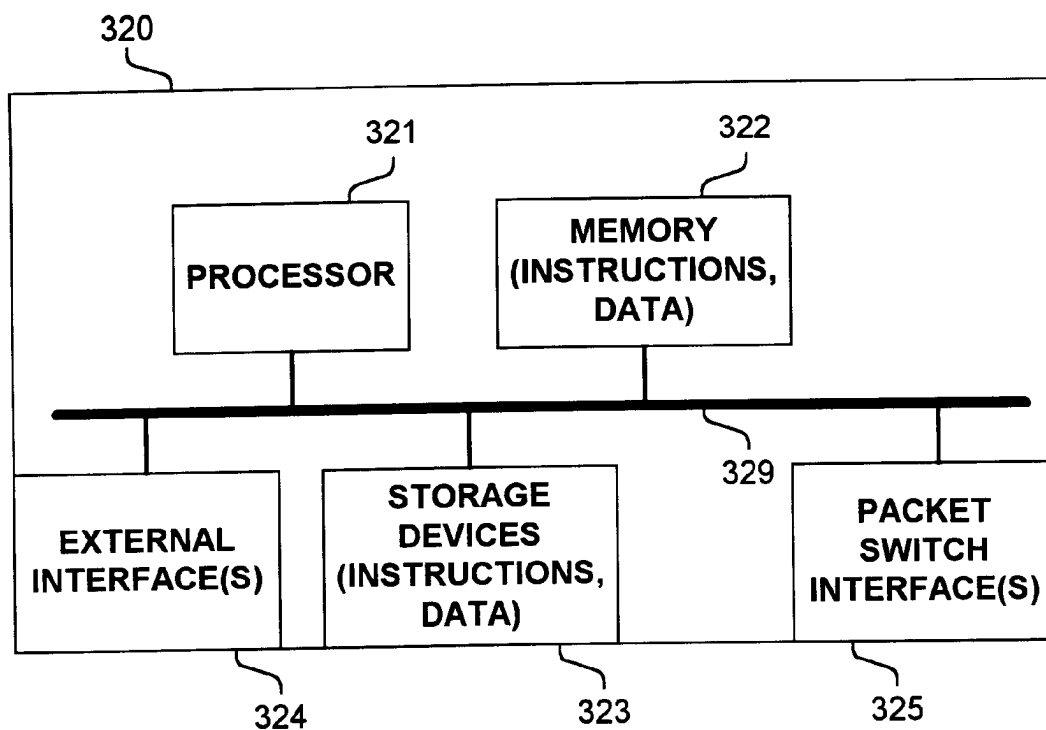 320
321
322
PROCESSOR
MEMORY
(INSTRUCTIONS,
DATA)
329
EXTERNAL
INTERFACE(S)
STORAGE
DEVICES
(INSTRUCTIONS,
DATA)
PACKET
SWITCH
INTERFACE(S)
324
323
325